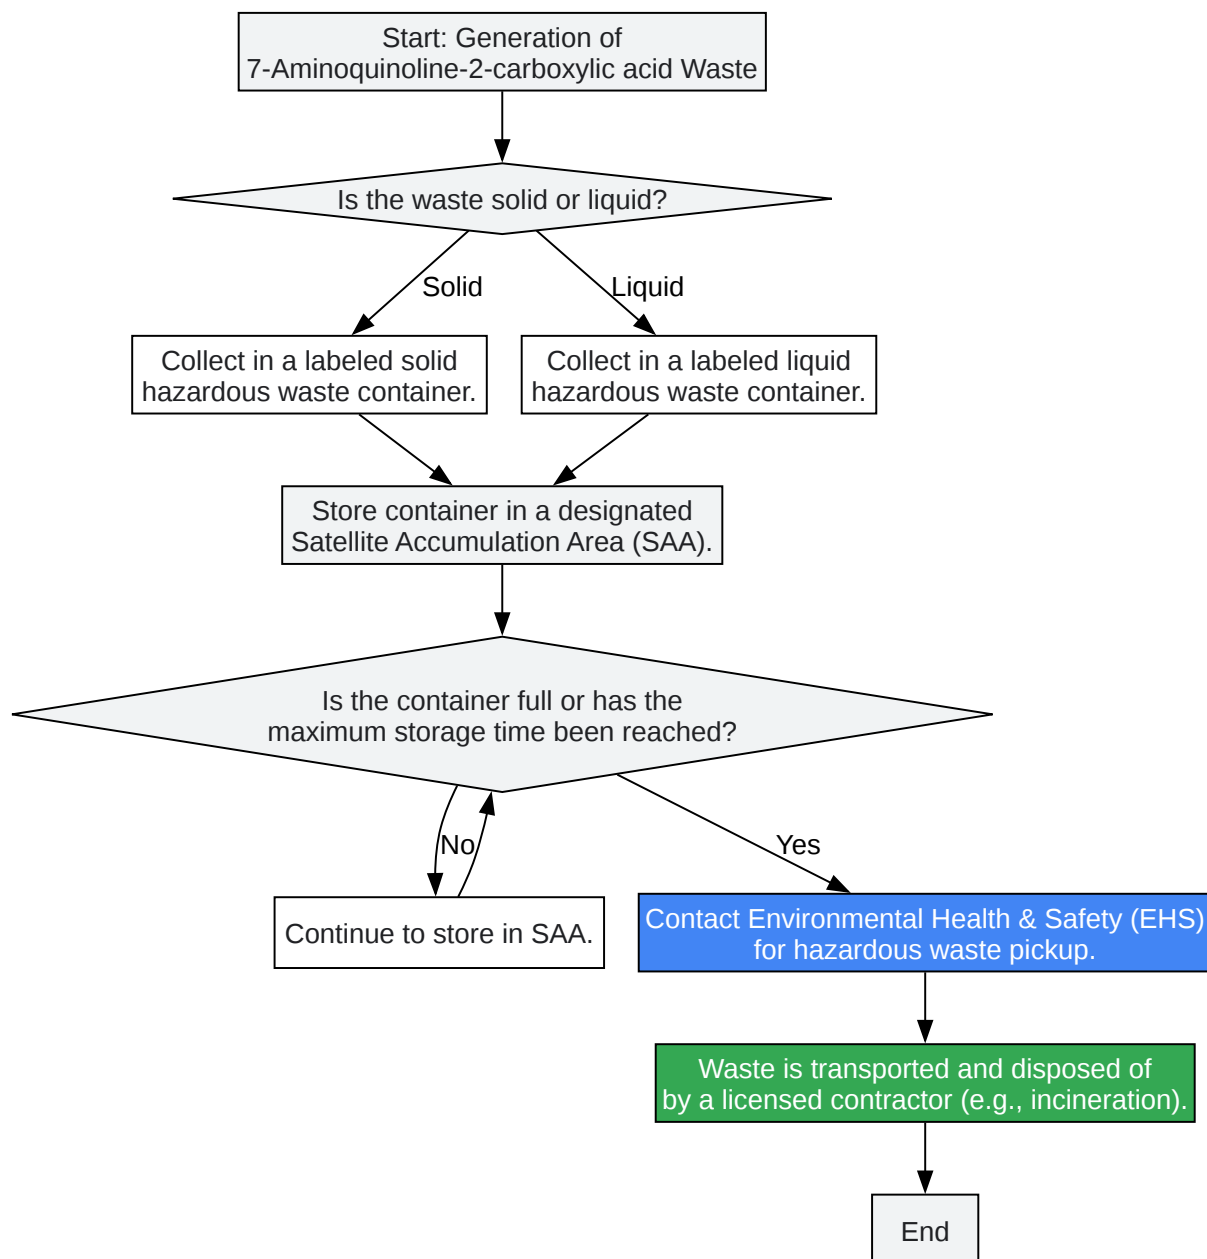 Start: Generation of
7-Aminoquinoline-2-carboxylic acid Waste
Is the waste solid or liquid?
Solid
Liquid
Collect in a labeled solid
hazardous waste container.
Collect in a labeled liquid
hazardous waste container.
Store container in a designated
Satellite Accumulation Area (SAA).
Is the container full or has the
maximum storage time been reached?
No
Yes
Continue to store in SAA.
Contact Environmental Health & Safety (EHS)
for hazardous waste pickup.
Waste is transported and disposed of
by a licensed contractor (e.g., incineration).
End